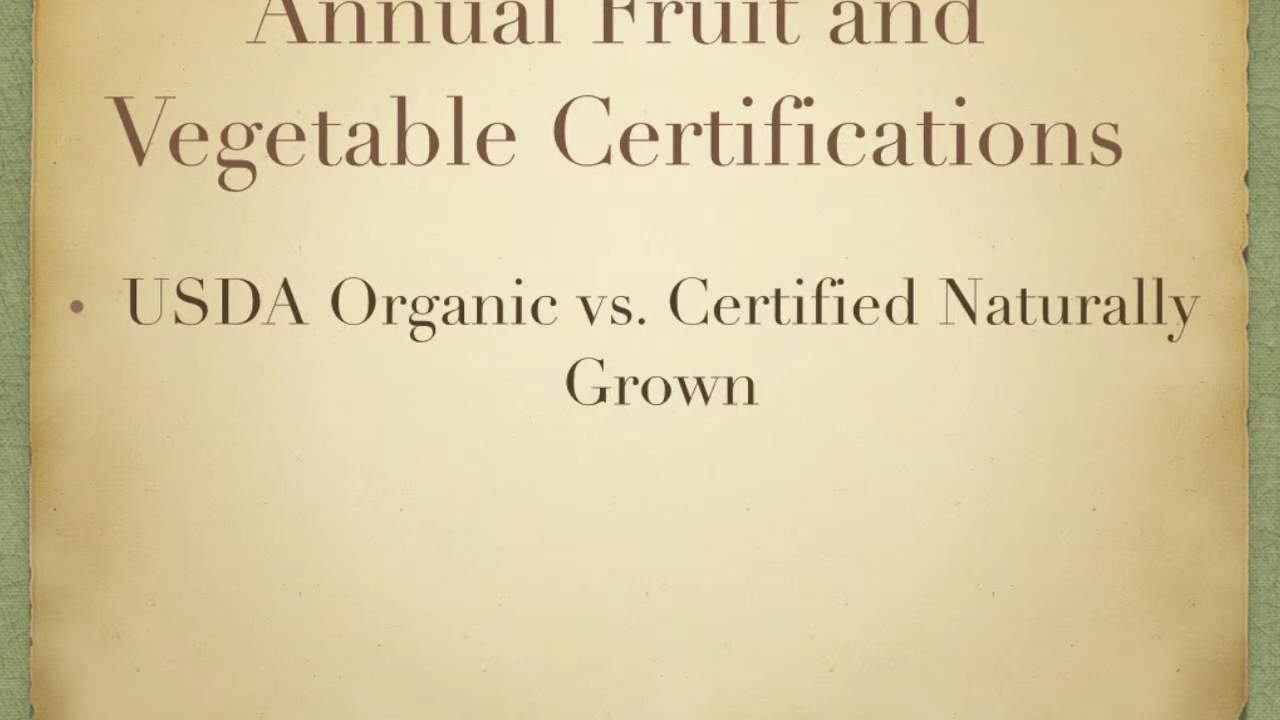 Annual Fruit and
Vegetable Certifications
• USDA Organic vs. Certified Naturally
Grown